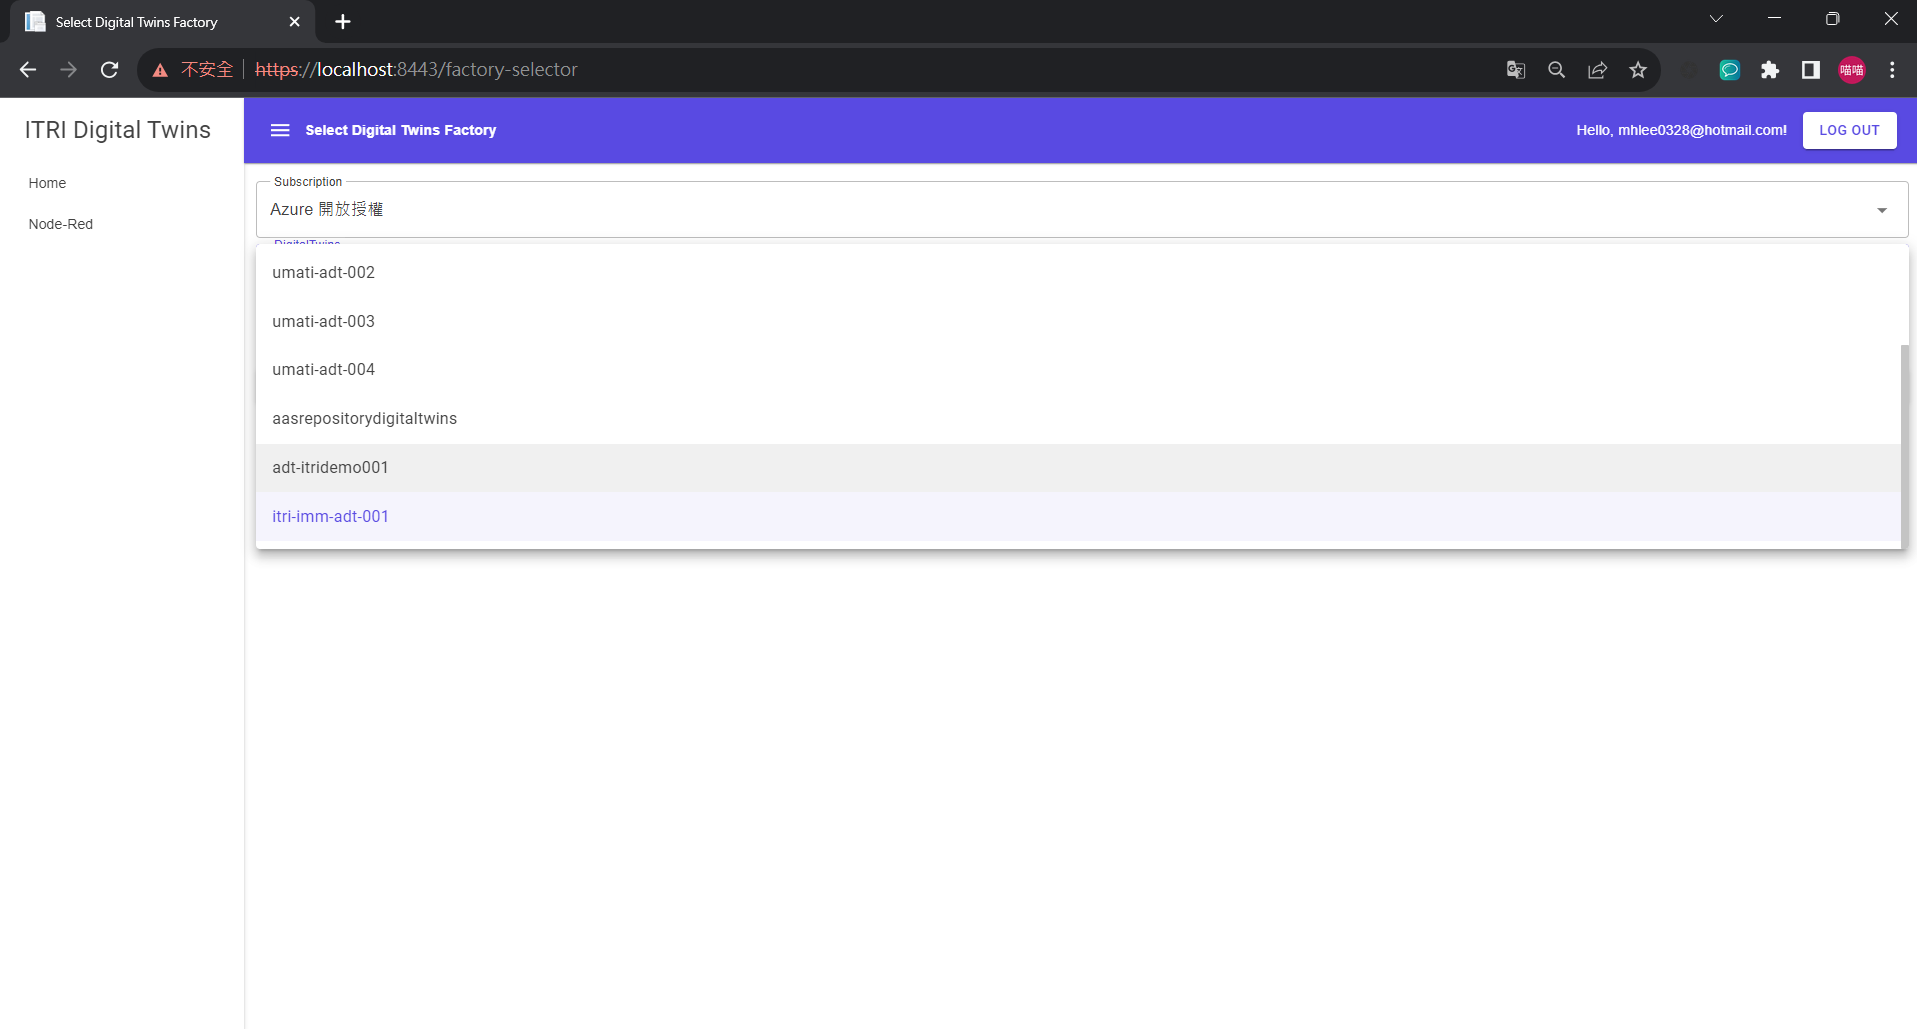 Select Digital Twins Factory
不安全 https://localhost:8443/factory-selector
喵喵
ITRI Digital Twins
Select Digital Twins Factory
Hello, mhlee0328@hotmail.com!
LOG OUT
Home
Node-Red
Subscription
Azure 開放授權
DigitalTwins
umati-adt-002
umati-adt-003
umati-adt-004
aasrepositorydigitaltwins
adt-itridemo001
itri-imm-adt-001